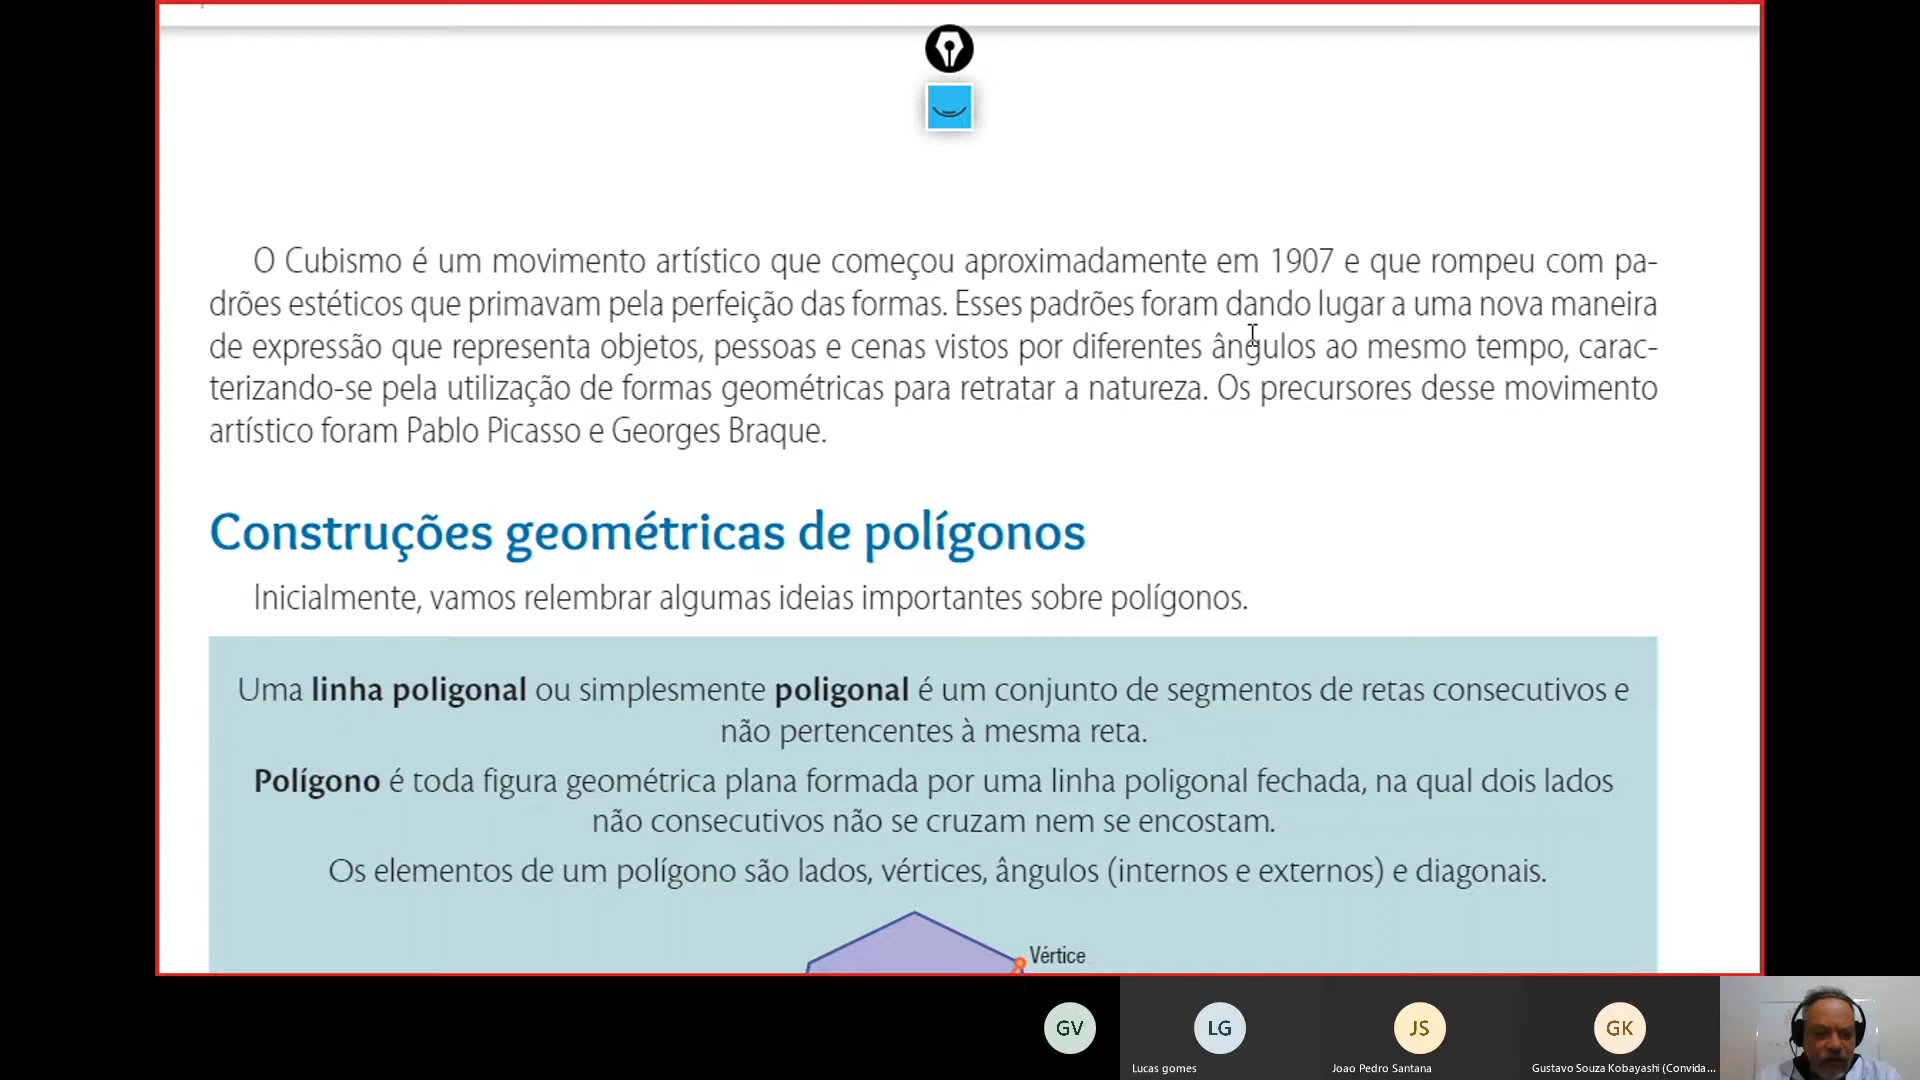 O Cubismo é um movimento artístico que começou aproximadamente em 1907 e que rompeu com pa-
drões estéticos que primavam pela perfeição das formas. Esses padrões foram dando lugar a uma nova maneira
de expressão que representa objetos, pessoas e cenas vistos por diferentes ângulos ao mesmo tempo, carac-
terizando-se pela utilização de formas geométricas para retratar a natureza. Os precursores desse movimento
artístico foram Pablo Picasso e Georges Braque.
Construções geométricas de polígonos
Inicialmente, vamos relembrar algumas ideias importantes sobre polígonos.
Uma linha poligonal ou simplesmente poligonal é um conjunto de segmentos de retas consecutivos e
não pertencentes à mesma reta.
Polígono é toda figura geométrica plana formada por uma linha poligonal fechada, na qual dois lados
não consecutivos não se cruzam nem se encostam.
Os elementos de um polígono são lados, vértices, ângulos (internos e externos) e diagonais.
Vértice
GV
LG
JS
GK
Lucas gomes
Joao Pedro Santana
Gustavo Souza Kobayashi (Convida...